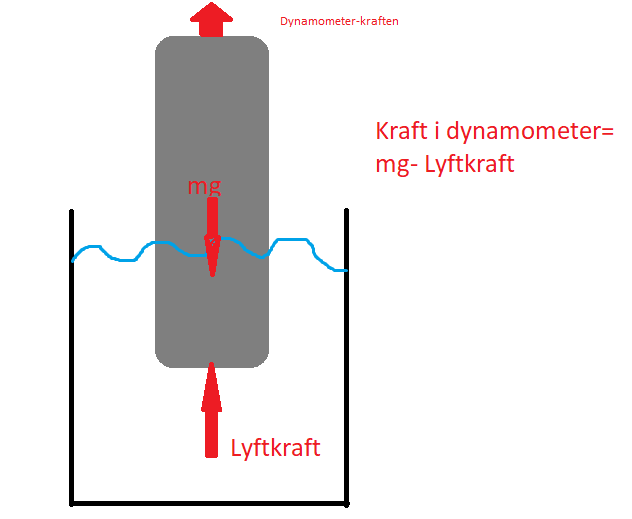 Dynamometer-kraften
Kraft i dynamometer=
mg- Lyftkraft
mg
Lyftkraft